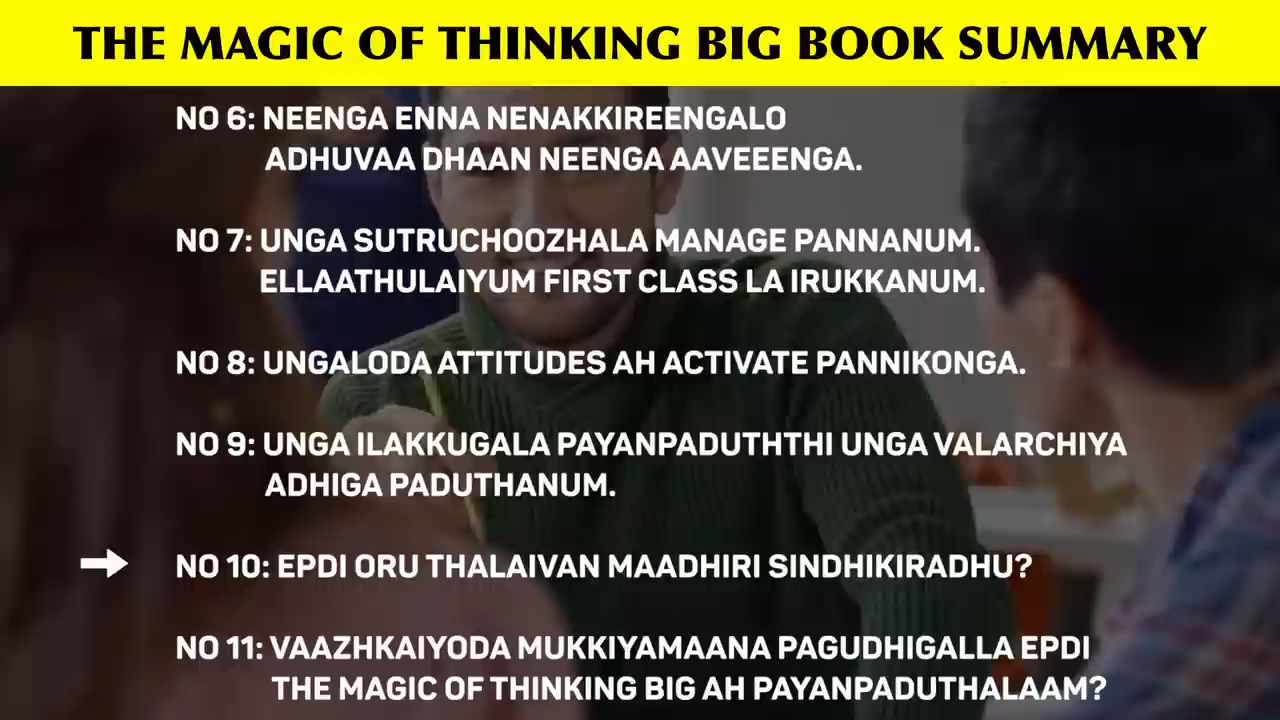 THE MAGIC OF THINKING BIG BOOK SUMMARY
NO 6: NEENGA ENNA NENAKKIREENGALO
ADHUVAA DHAAN NEENGA AAVEEENGA.
NO 7: UNGA SUTRUCHOOZHALA MANAGE PANNANUM.
ELLAATHULAIYUM FIRST CLASS LA IRUKKANUM.
NO 8: UNGALODA ATTITUDES AH ACTIVATE PANNIKONGA.
NO 9: UNGA ILAKKUGALA PAYANPADUTHTHI UNGA VALARCHIYA
ADHIGA PADUTHANUM.
NO 10: EPDI ORU THALAIVAN MAADHIRI SINDHIKIRADHU?
NO 11: VAAZHKAIYODA MUKKIYAMAANA PAGUDHIGALLA EPDI
THE MAGIC OF THINKING BIG AH PAYANPADUTHALAAM?